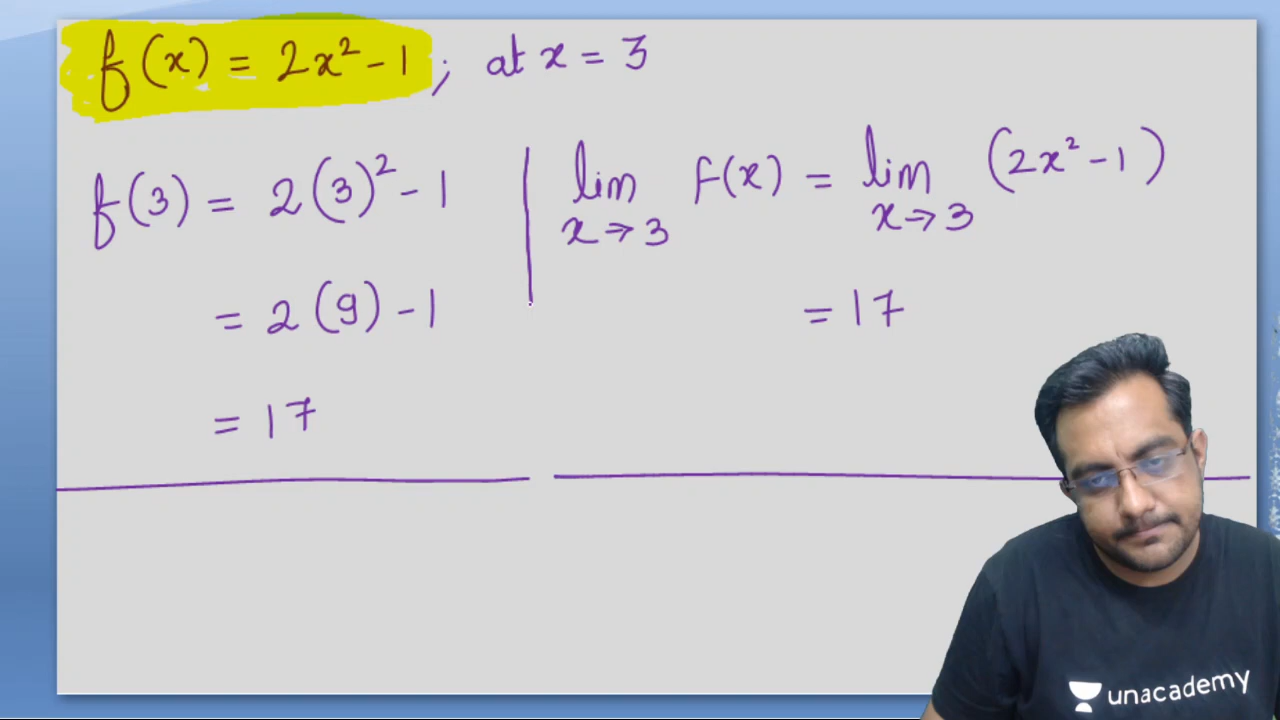 f(x) = 2x² - 1 ; at x = 3
f(3) = 2(3)² - 1
= 2(9) - 1
= 17
lim x→3 f(x) = lim x→3 (2x² - 1)
= 17
unacademy